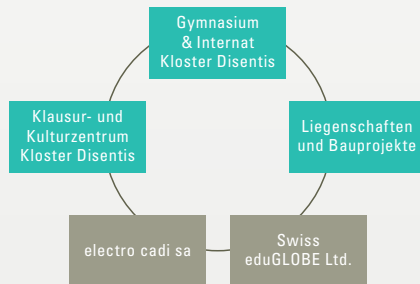 Gymnasium
& Internat
Kloster Disentis
Klausur- und
Kulturzentrum
Kloster Disentis
Liegenschaften
und Bauprojekte
electro cadi sa
Swiss
eduGLOBE Ltd.